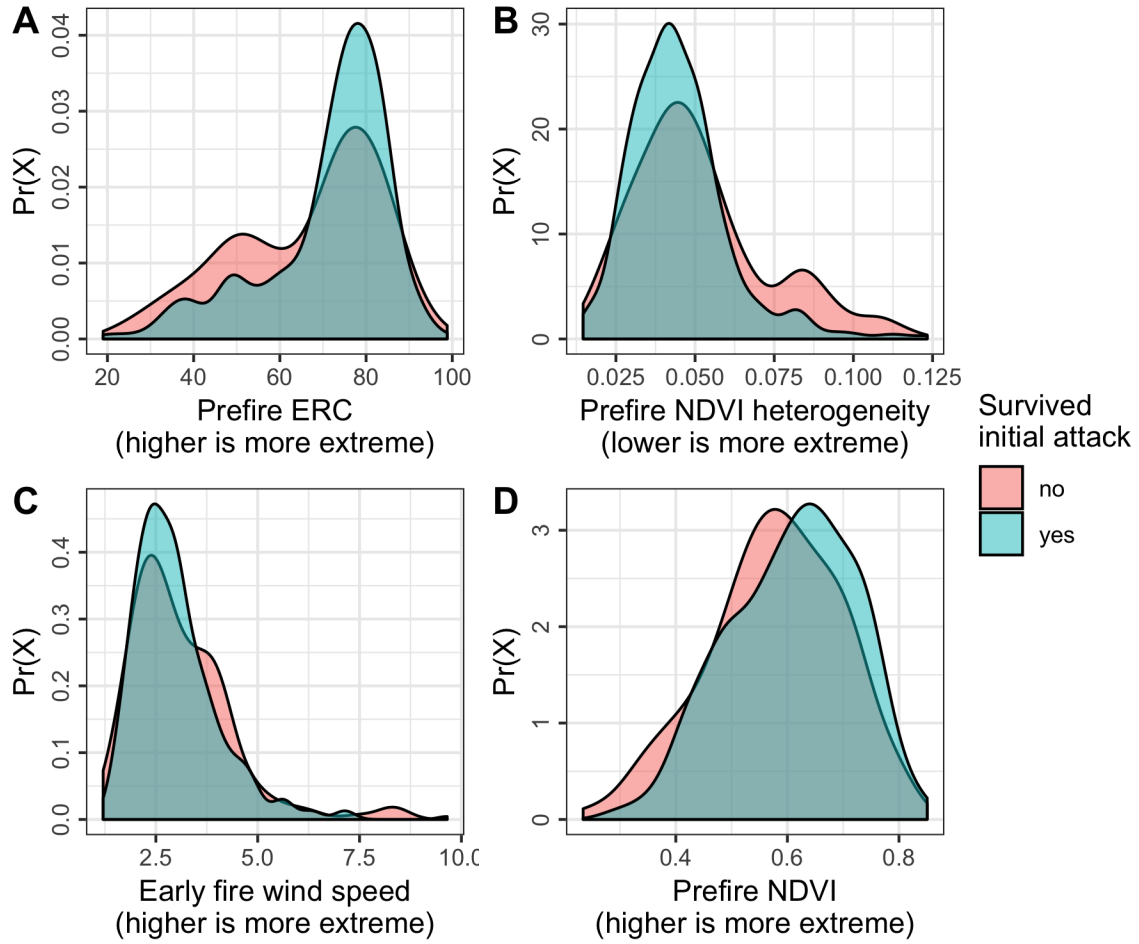 A
Pr(X)
0.04
0.03
0.02
0.01
0.00
20 40 60 80 100
Prefire ERC
(higher is more extreme)
B
Pr(X)
30
20
10
0
0.025 0.050 0.075 0.100 0.125
Prefire NDVI heterogeneity
(lower is more extreme)
Survived
initial attack
no
yes
C
Pr(X)
0.4
0.3
0.2
0.1
0.0
2.5 5.0 7.5 10.0
Early fire wind speed
(higher is more extreme)
D
Pr(X)
3
2
1
0
0.4 0.6 0.8
Prefire NDVI
(higher is more extreme)